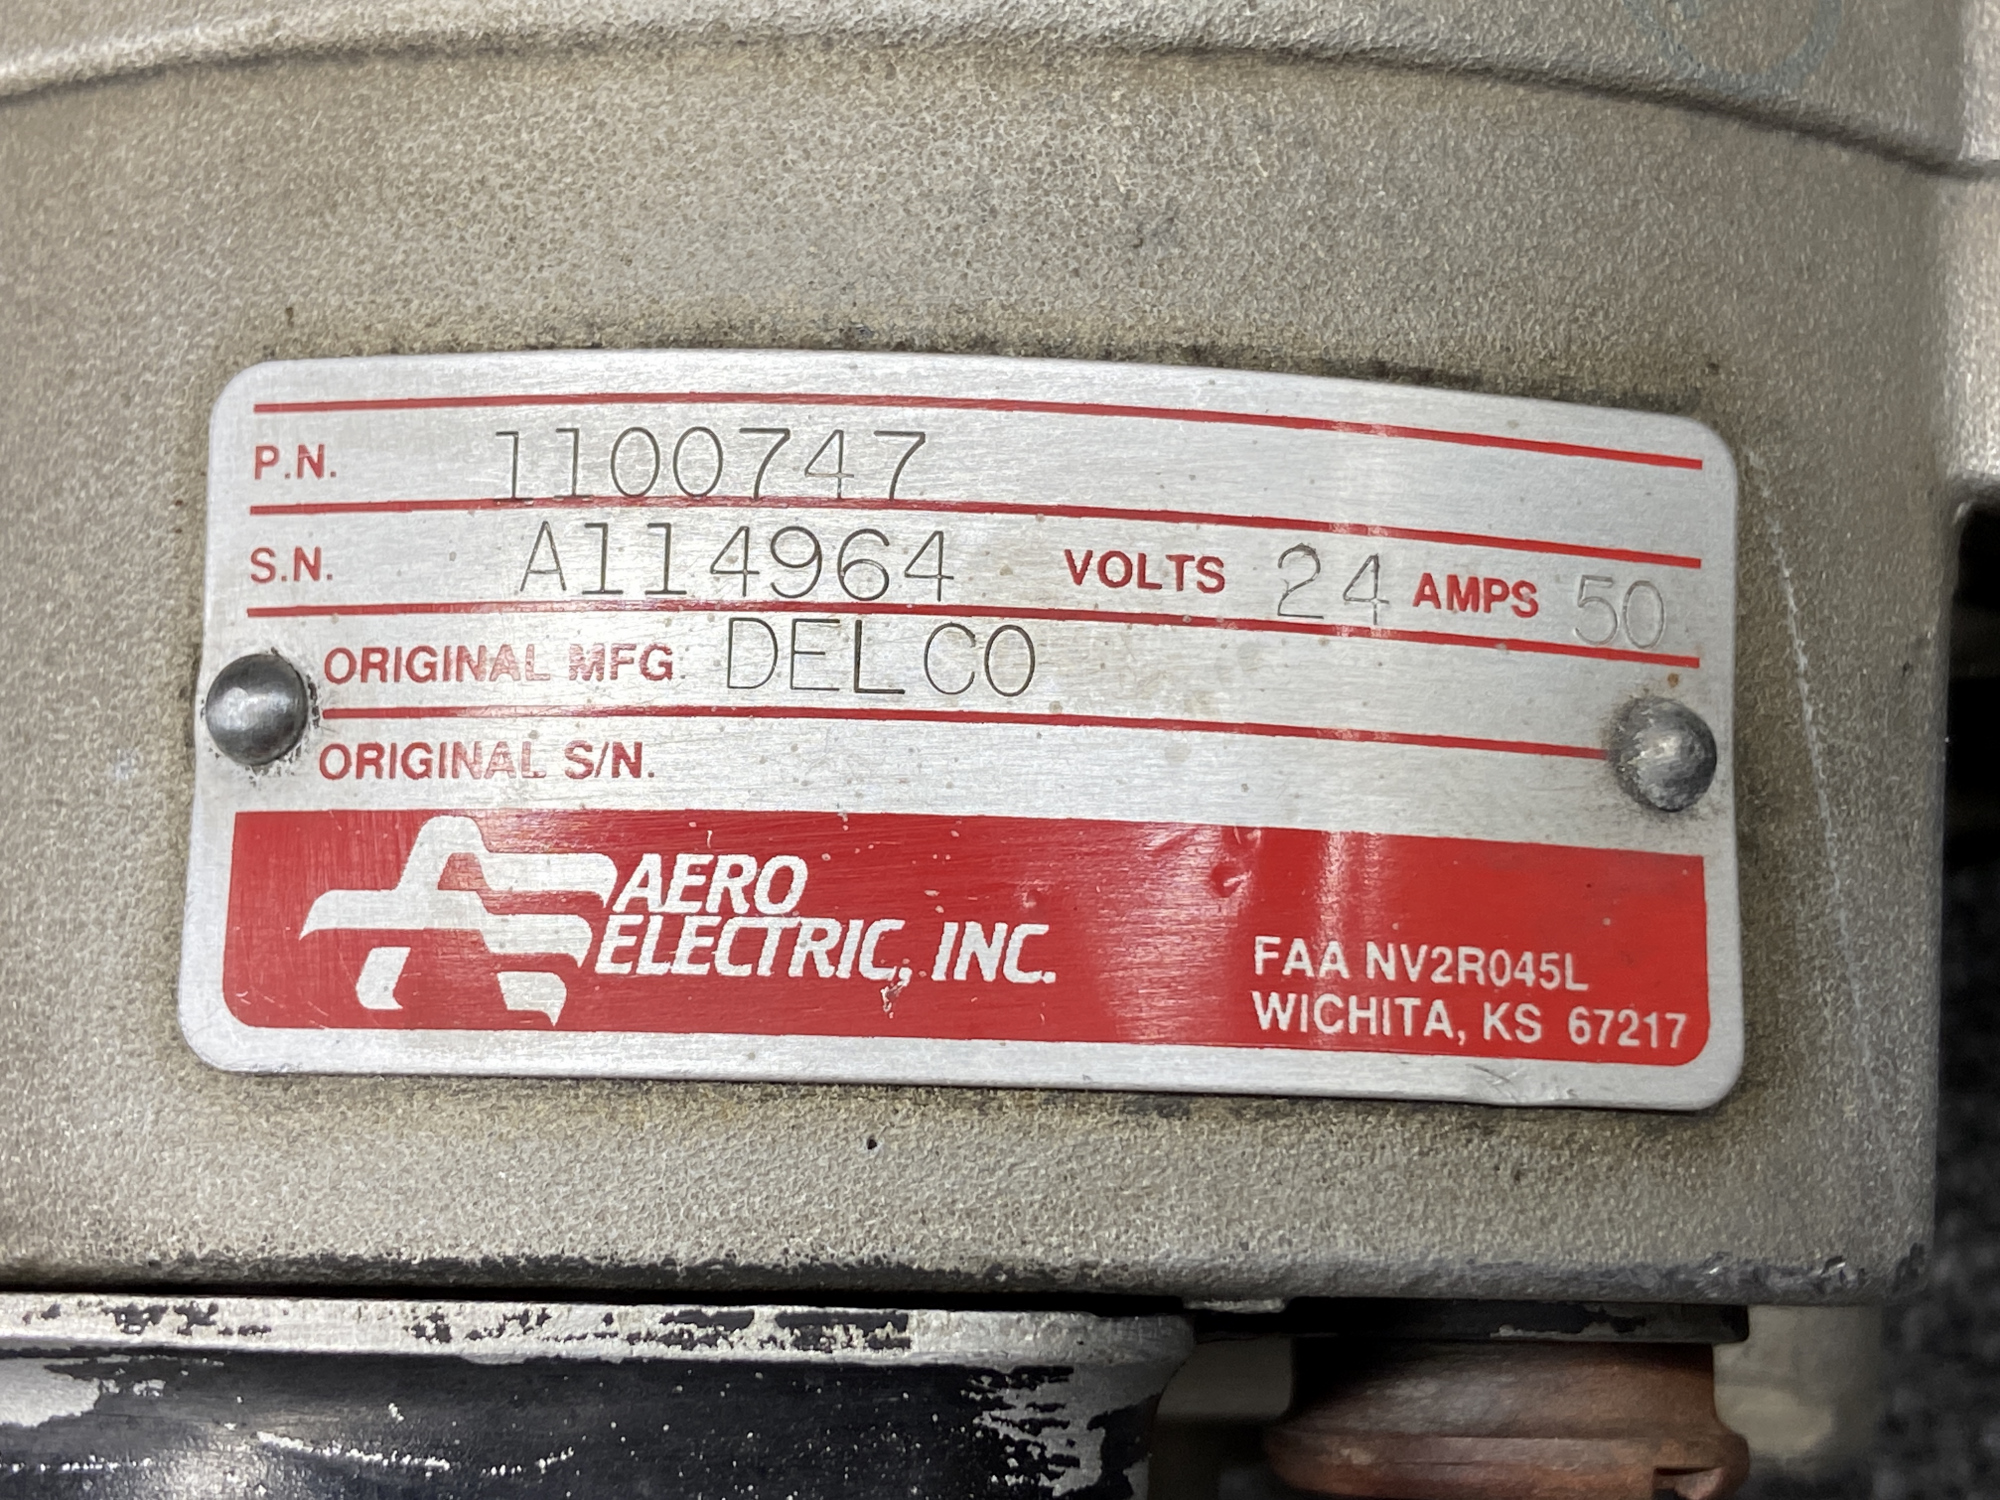 P.N. 1100747
S.N. A114964 VOLTS 24 AMPS 50
ORIGINAL MFG. DELCO
ORIGINAL S/N.
AERO
ELECTRIC, INC.
FAA NV2R045L
WICHITA, KS 67217